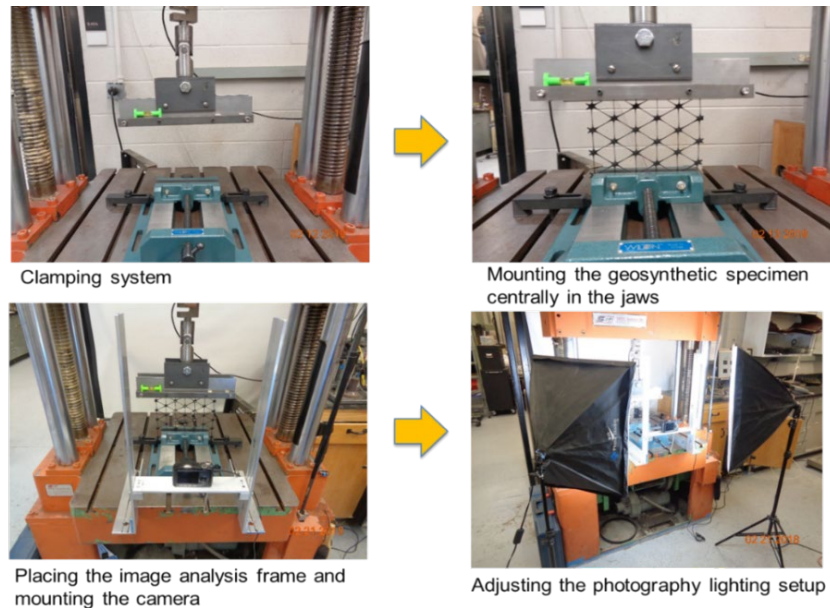 Clamping system
Mounting the geosynthetic specimen
centrally in the jaws
WILTON
Placing the image analysis frame and
mounting the camera
Adjusting the photography lighting setup